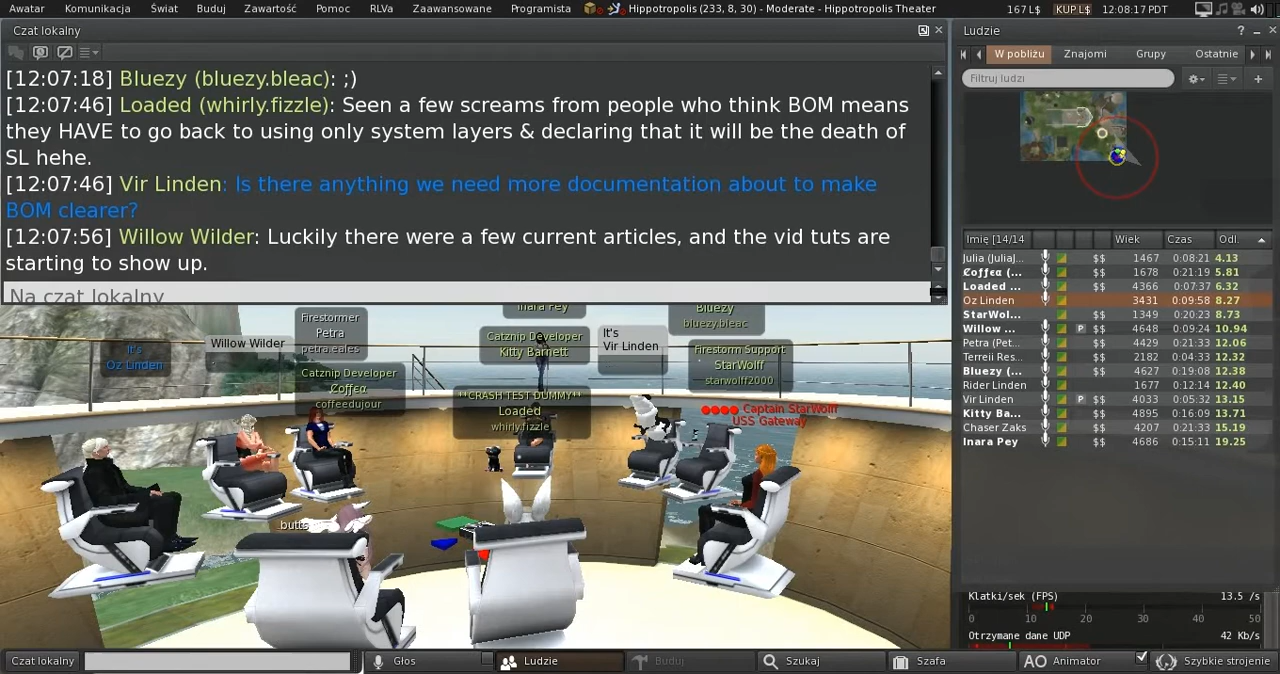 Awatar Komunikacja Świat Buduj Zawartość Pomoc RLVa Zaawansowane Programista Hippotropolis (233, 8, 30) - Moderate - Hippotropolis Theater 167 L$ KUP L$ 12:08:17 PDT
Czat lokalny
[12:07:18] Bluezy (bluezy.bleac): ;)
[12:07:46] Loaded (whirly.fizzle): Seen a few screams from people who think BOM means
they HAVE to go back to using only system layers & declaring that it will be the death of
SL hehe.
[12:07:46] Vir Linden: Is there anything we need more documentation about to make
BOM clearer?
[12:07:56] Willow Wilder: Luckily there were a few current articles, and the vid tuts are
starting to show up.
Na czat lokalny
Inara Pey
Bluezy
bluezy.bleac
Firestormer
Petra
petra.eales
Willow Wilder
It's
Oz Linden
Catznip Developer
Kitty Barnett
It's
Vir Linden
Firestorm Support
StarWolff
starwolff2000
Catznip Developer
Coffee
coffeedujour
**CRASH TEST DUMMY**
Loaded
whirly.fizzle
Captain StarWolff
USS Gateway
butts
Ludzie
W pobliżu Znajomi Grupy Ostatnie
Filtruj ludzi
Imię [14/14 Wiek Czas Odl.
Julia (JuliaJ... $$ 1467 0:08:21 4.13
Ȼøƒƒєα (... $$ 1678 0:21:19 5.81
Loaded ... $$ 4366 0:07:37 6.32
Oz Linden 3431 0:09:58 8.27
StarWol... $$ 1349 0:20:23 8.73
Willow ... P $$ 4648 0:09:24 10.94
Petra (Pet... $$ 4429 0:21:33 12.06
Terreii Res... $$ 2182 0:04:33 12.32
Bluezy (... $$ 4627 0:19:08 12.38
Rider Linden 1677 0:12:14 12.40
Vir Linden P $$ 4033 0:05:32 13.15
Kitty Ba... $$ 4895 0:16:09 13.71
Chaser Zaks $$ 4207 0:21:33 15.19
Inara Pey $$ 4686 0:15:11 19.25
Klatki/sek (FPS) 13.5 /s
0 10 20 30 40 50
Otrzymane dane UDP 42 Kb/s
Czat lokalny Głos Ludzie Buduj Szukaj Szafa AO Animator Szybkie strojenie